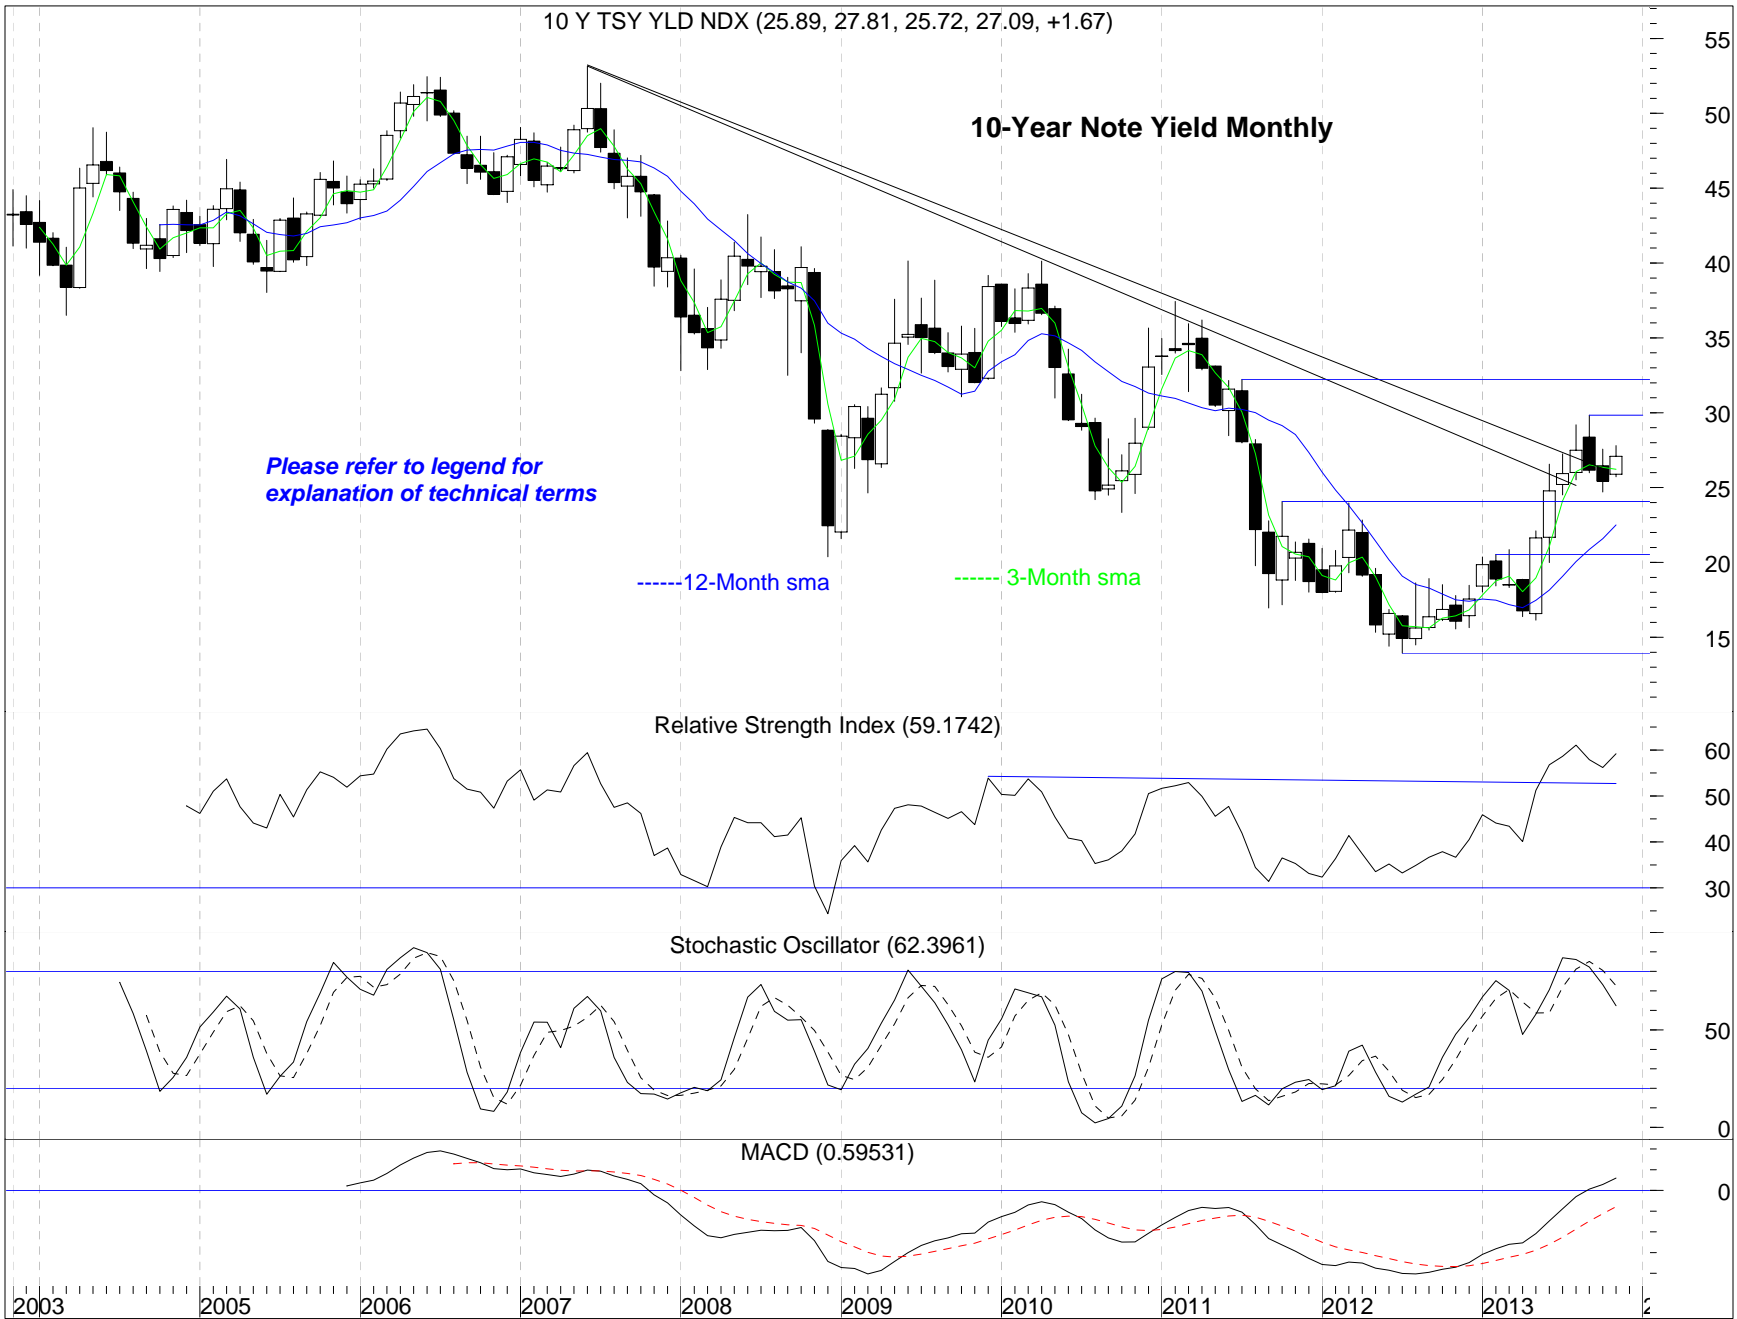 10 Y TSY YLD NDX (25.89, 27.81, 25.72, 27.09, +1.67)
55
10-Year Note Yield Monthly
50
45
40
35
30
Please refer to legend for
explanation of technical terms
25
------12-Month sma
------ 3-Month sma
20
15
Relative Strength Index (59.1742)
60
50
40
30
Stochastic Oscillator (62.3961)
50
0
MACD (0.59531)
0
2003 2005 2006 2007 2008 2009 2010 2011 2012 2013